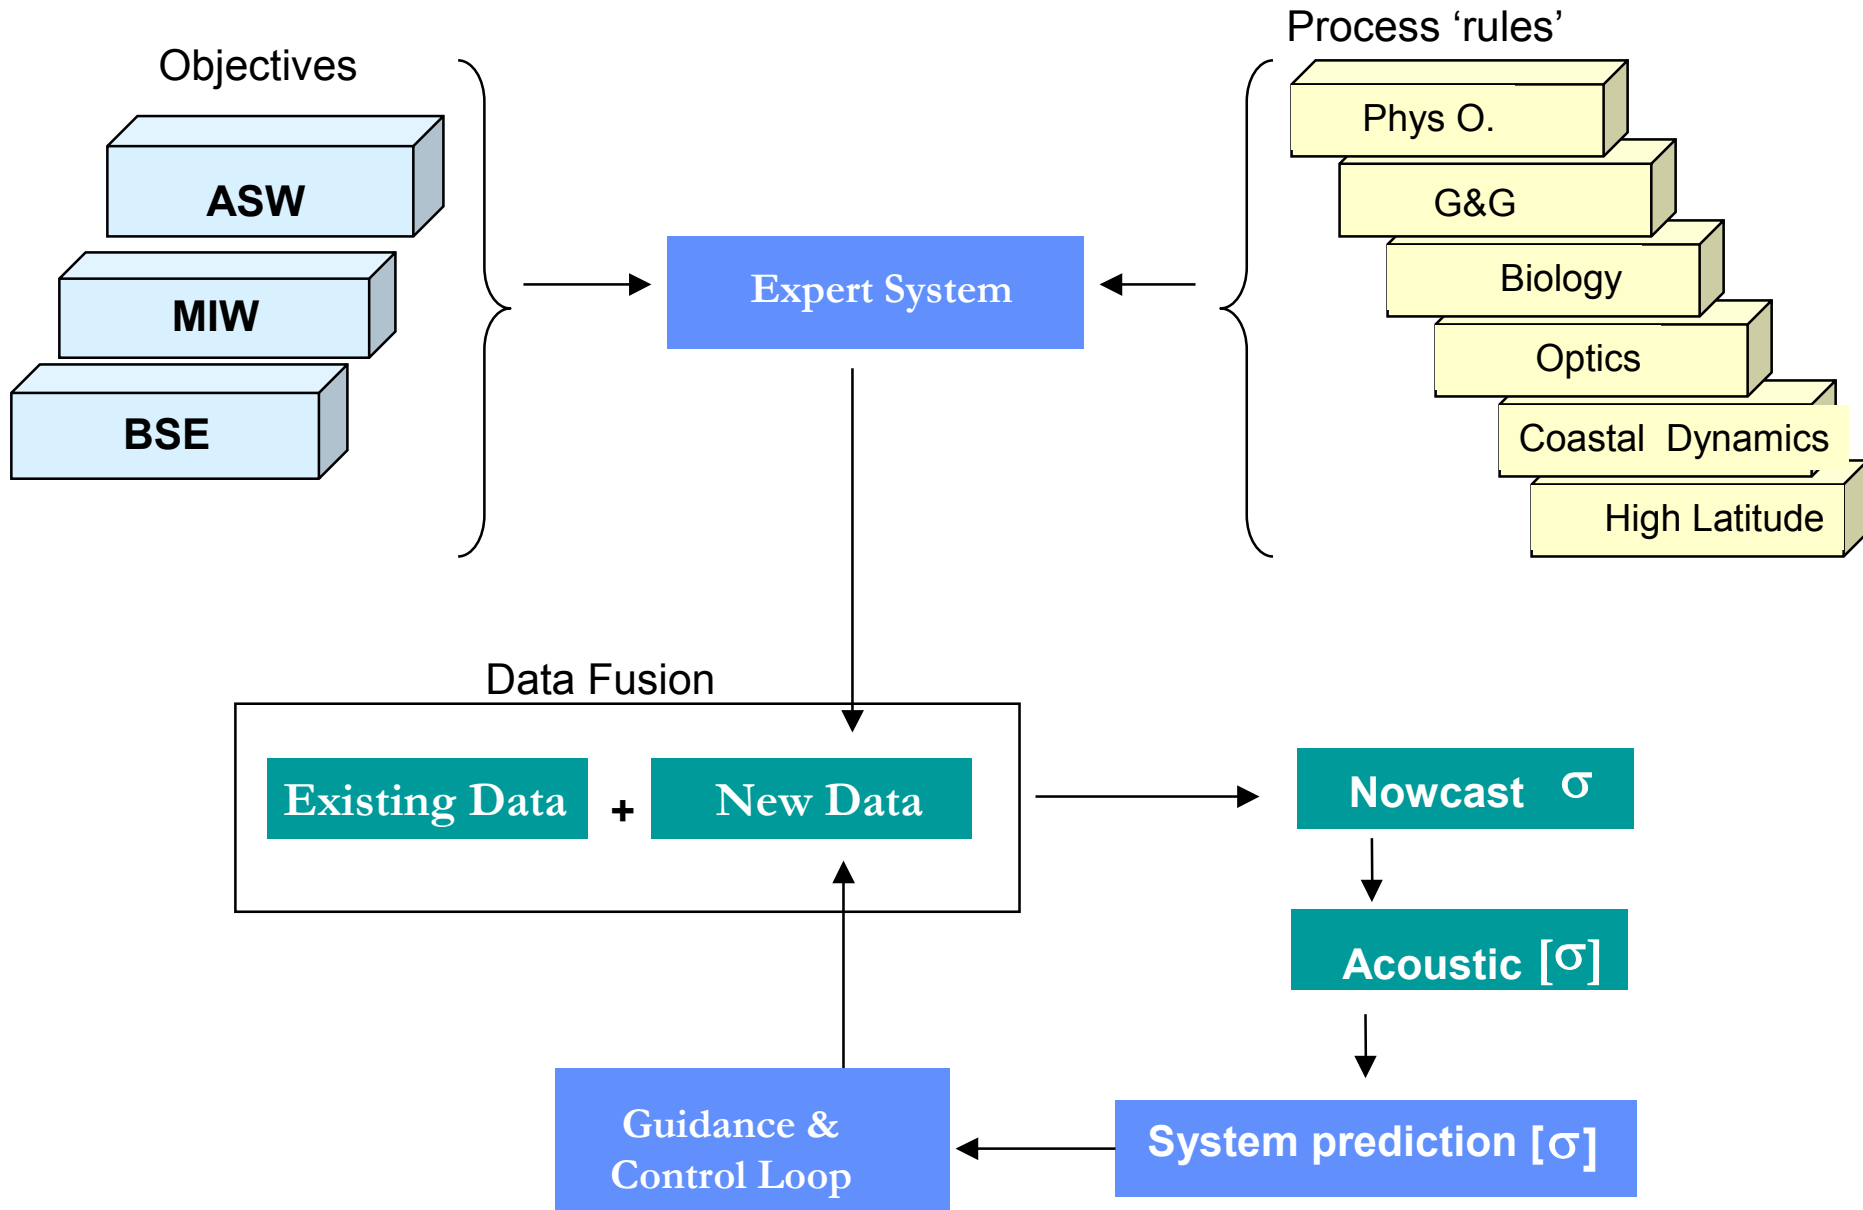 Objectives
ASW
MIW
BSE
Process ‘rules’
Phys O.
G&G
Biology
Optics
Coastal Dynamics
High Latitude
Expert System
Data Fusion
Existing Data + New Data
Nowcast σ
Acoustic [σ]
System prediction [σ]
Guidance &
Control Loop